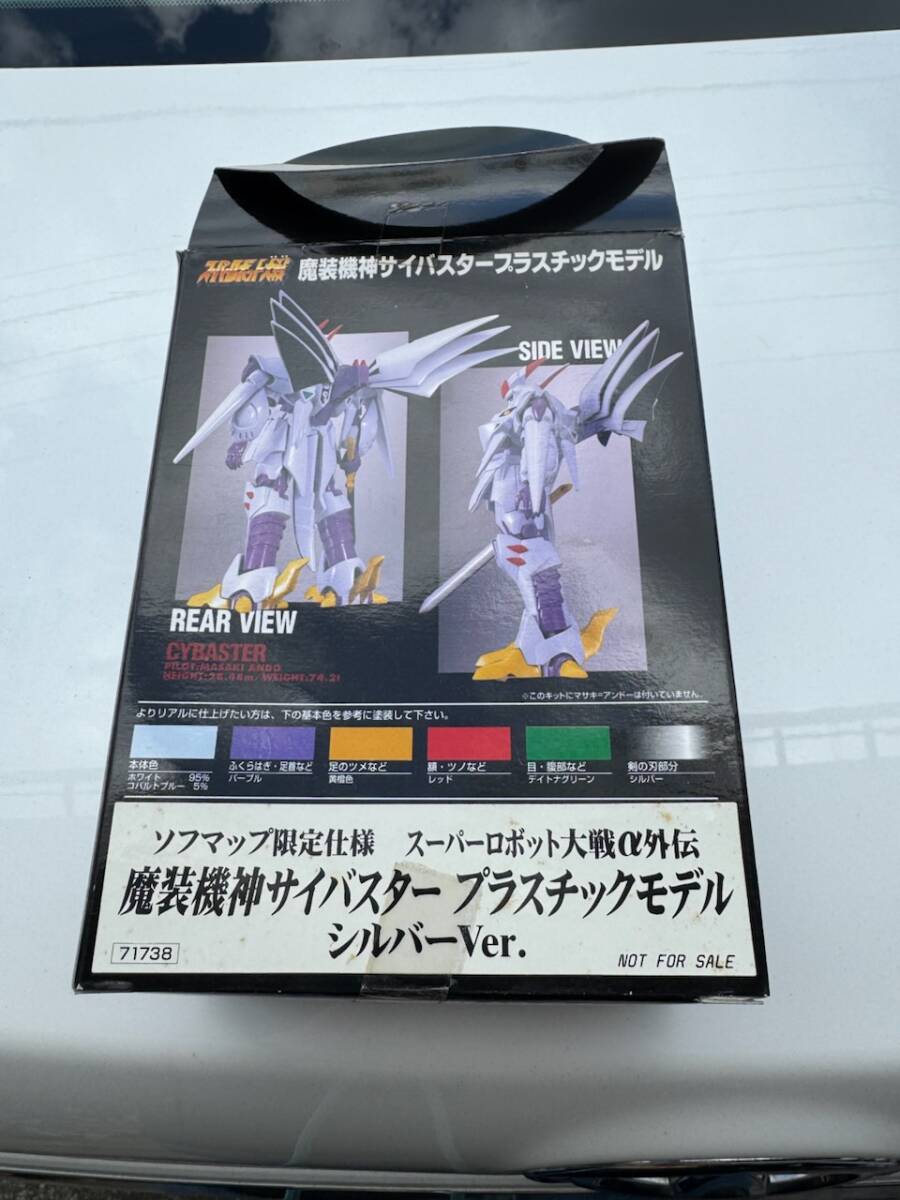 スーパーロボット大戦 魔装機神サイバスタープラスチックモデル
SIDE VIEW
REAR VIEW
CYBASTER
PILOT:MASAKI ANDO
HEIGHT:28.48m/WEIGHT:74.2t
※このキットにマサキ=アンドーは付いていません。
よりリアルに仕上げたい方は、下の基本色を参考に塗装して下さい。
本体色 ふくらはぎ・足首など 足のツメなど 顔・ツノなど 目・腹部など 剣の刃部分
ホワイト 95% パープル 黄橙色 レッド デイトナグリーン シルバー
コバルトブルー 5%
ソフマップ限定仕様 スーパーロボット大戦α外伝
魔装機神サイバスター プラスチックモデル
シルバーVer.
71738
NOT FOR SALE